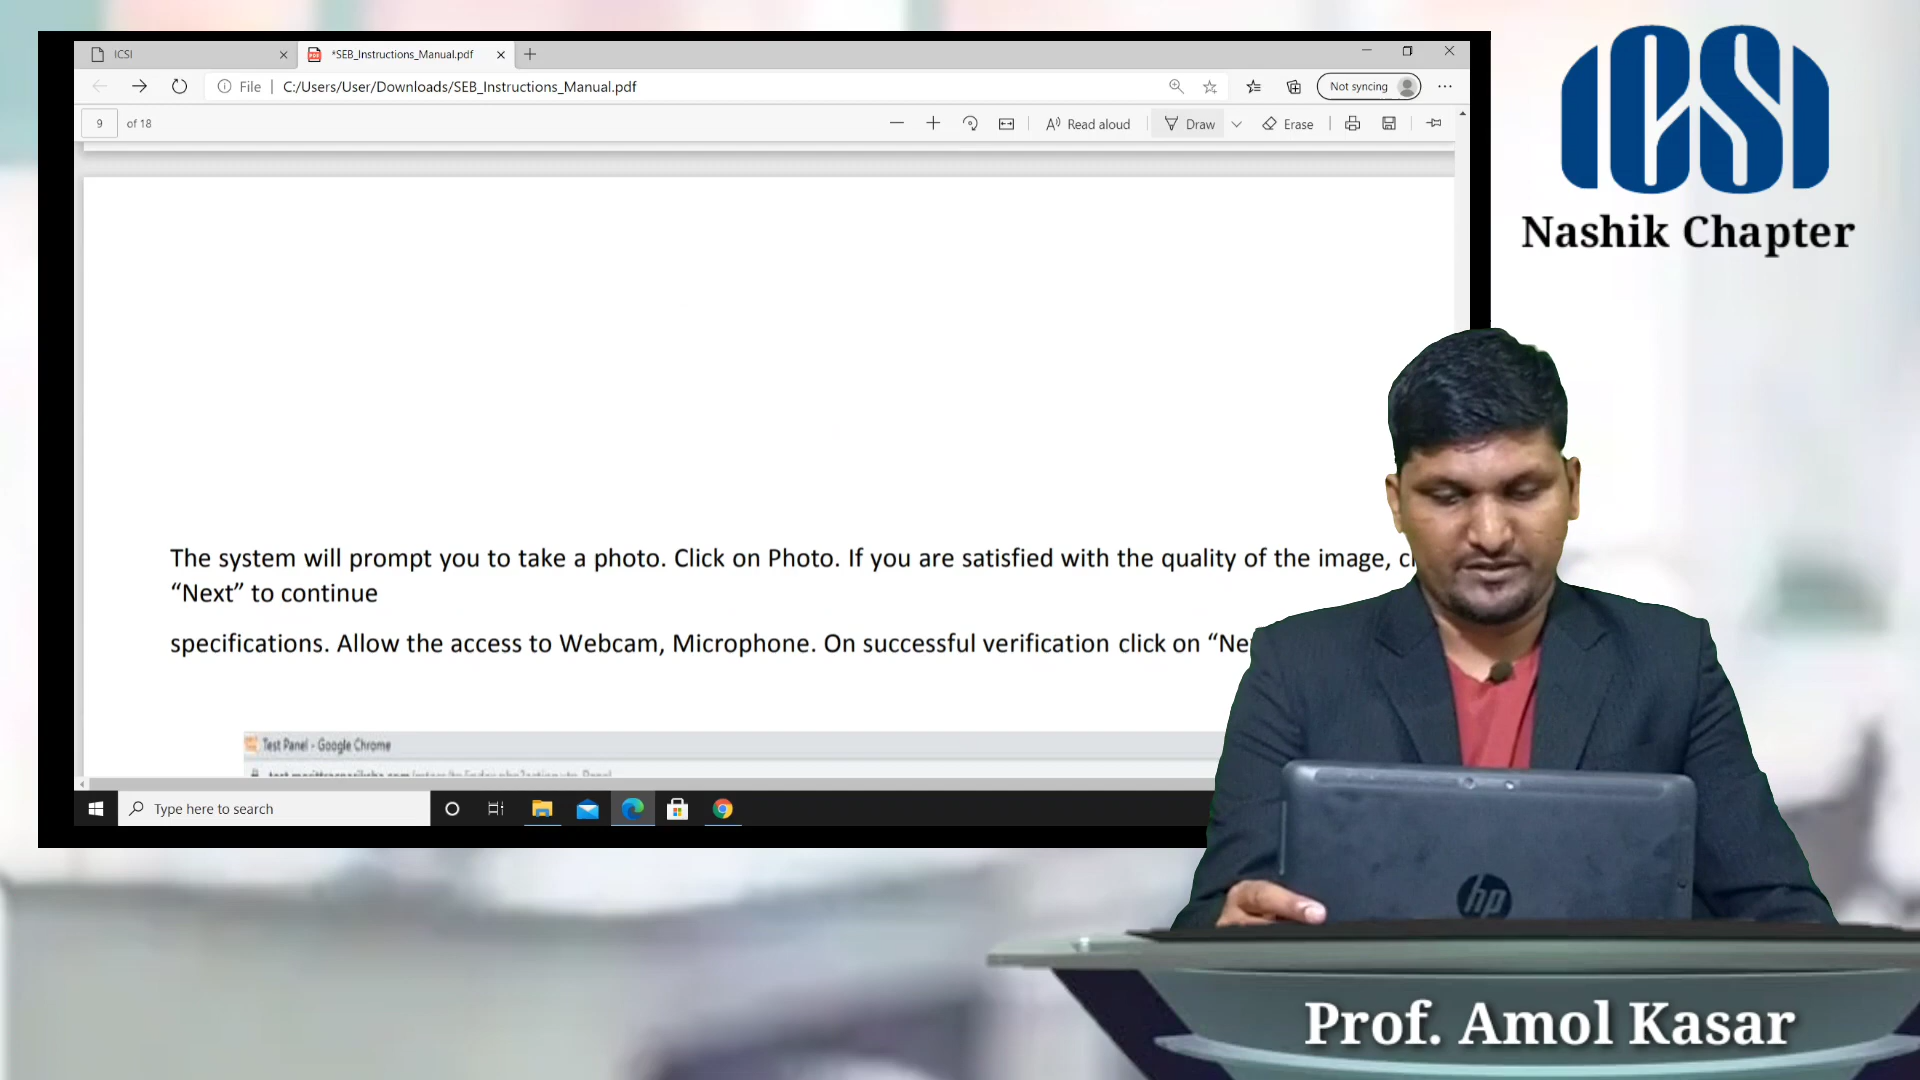 ICSI
*SEB_Instructions_Manual.pdf
File | C:/Users/User/Downloads/SEB_Instructions_Manual.pdf
Not syncing
9 of 18
Read aloud
Draw
Erase
The system will prompt you to take a photo. Click on Photo. If you are satisfied with the quality of the image,
“Next” to continue
specifications. Allow the access to Webcam, Microphone. On successful verification click on
Test Panel - Google Chrome
Type here to search
ICSI
Nashik Chapter
hp
Prof. Amol Kasar